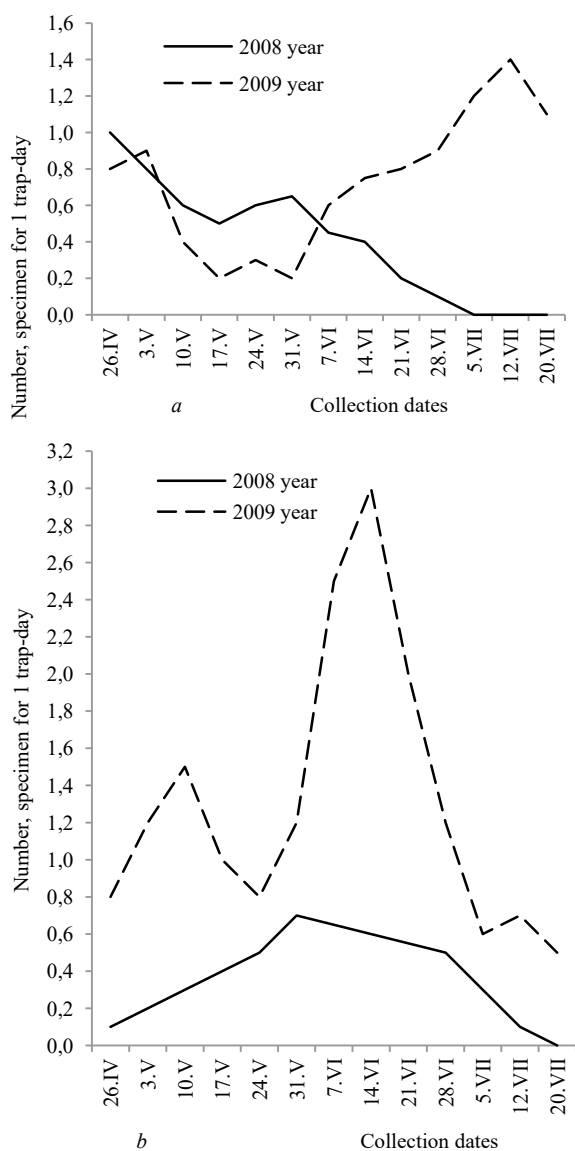 Number, specimen for 1 trap-day
1,6
1,4
1,2
1,0
0,8
0,6
0,4
0,2
0,0
2008 year
2009 year
26.IV
3. V
10. V
17. V
24. V
31. V
7. VI
14. VI
21. VI
28. VI
5. VII
12. VII
20. VII
a
Collection dates
Number, specimen for 1 trap-day
3,2
3,0
2,8
2,6
2,4
2,2
2,0
1,8
1,6
1,4
1,2
1,0
0,8
0,6
0,4
0,2
0,0
2008 year
2009 year
26.IV
3. V
10. V
17. V
24. V
31. V
7. VI
14. VI
21. VI
28. VI
5. VII
12. VII
20. VII
b
Collection dates